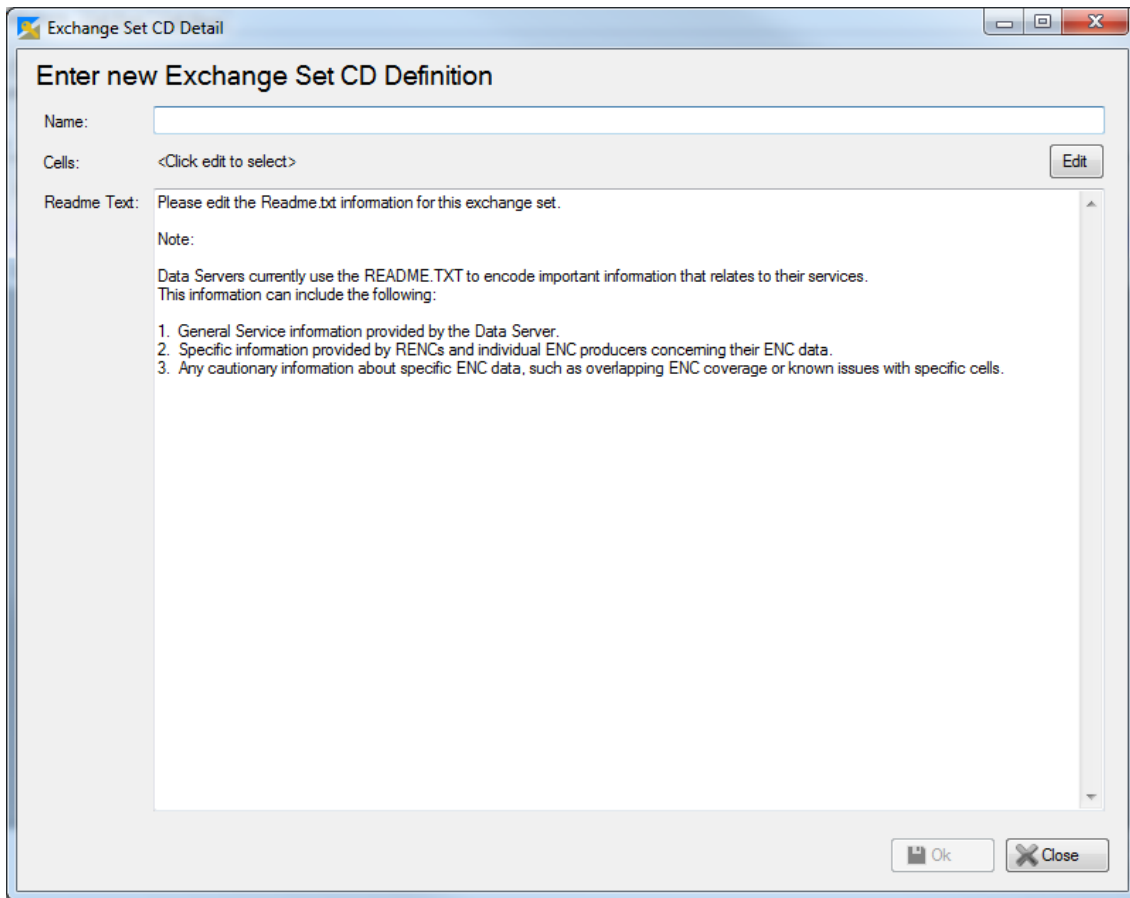 Exchange Set CD Detail
Enter new Exchange Set CD Definition
Name:
Cells: <Click edit to select> Edit
Readme Text: Please edit the Readme.txt information for this exchange set.
Note:
Data Servers currently use the README.TXT to encode important information that relates to their services.
This information can include the following:
1. General Service information provided by the Data Server.
2. Specific information provided by RENCs and individual ENC producers concerning their ENC data.
3. Any cautionary information about specific ENC data, such as overlapping ENC coverage or known issues with specific cells.
Ok Close